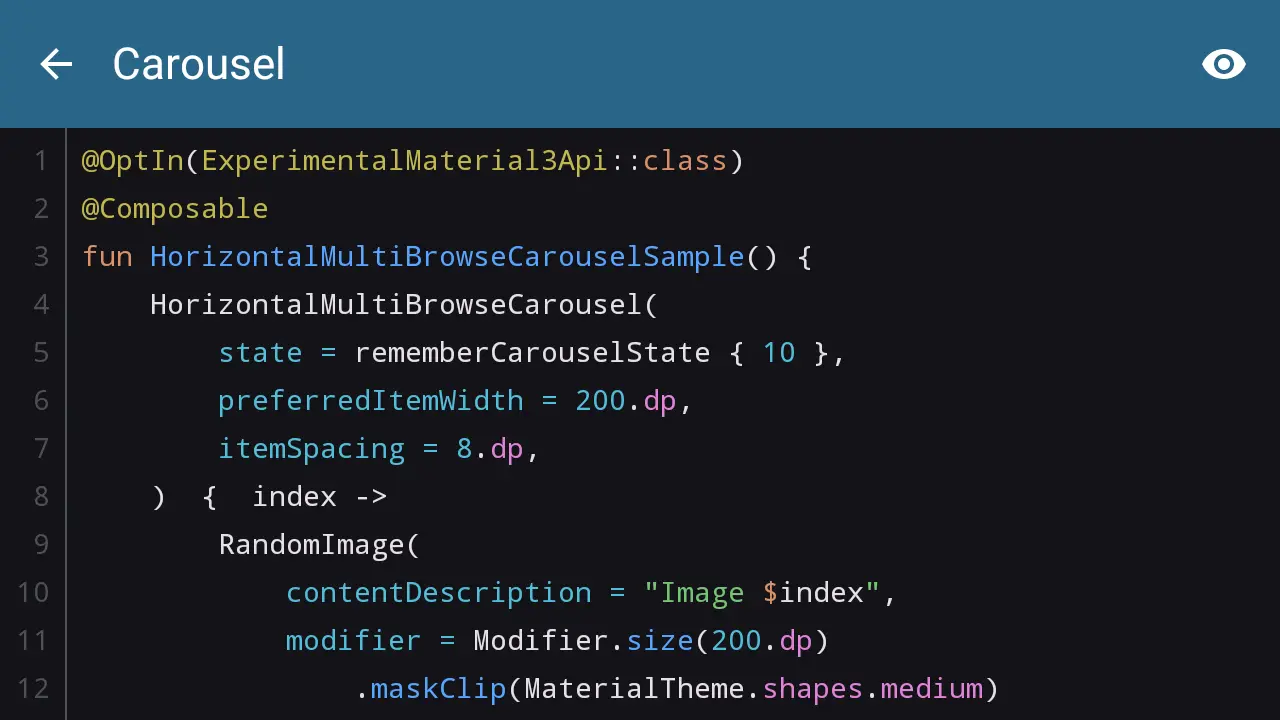 Carousel
1 @OptIn(ExperimentalMaterial3Api::class)
2 @Composable
3 fun HorizontalMultiBrowseCarouselSample() {
4     HorizontalMultiBrowseCarousel(
5         state = rememberCarouselState { 10 },
6         preferredItemWidth = 200.dp,
7         itemSpacing = 8.dp,
8     )  {  index ->
9         RandomImage(
10             contentDescription = "Image $index",
11             modifier = Modifier.size(200.dp)
12                 .maskClip(MaterialTheme.shapes.medium)